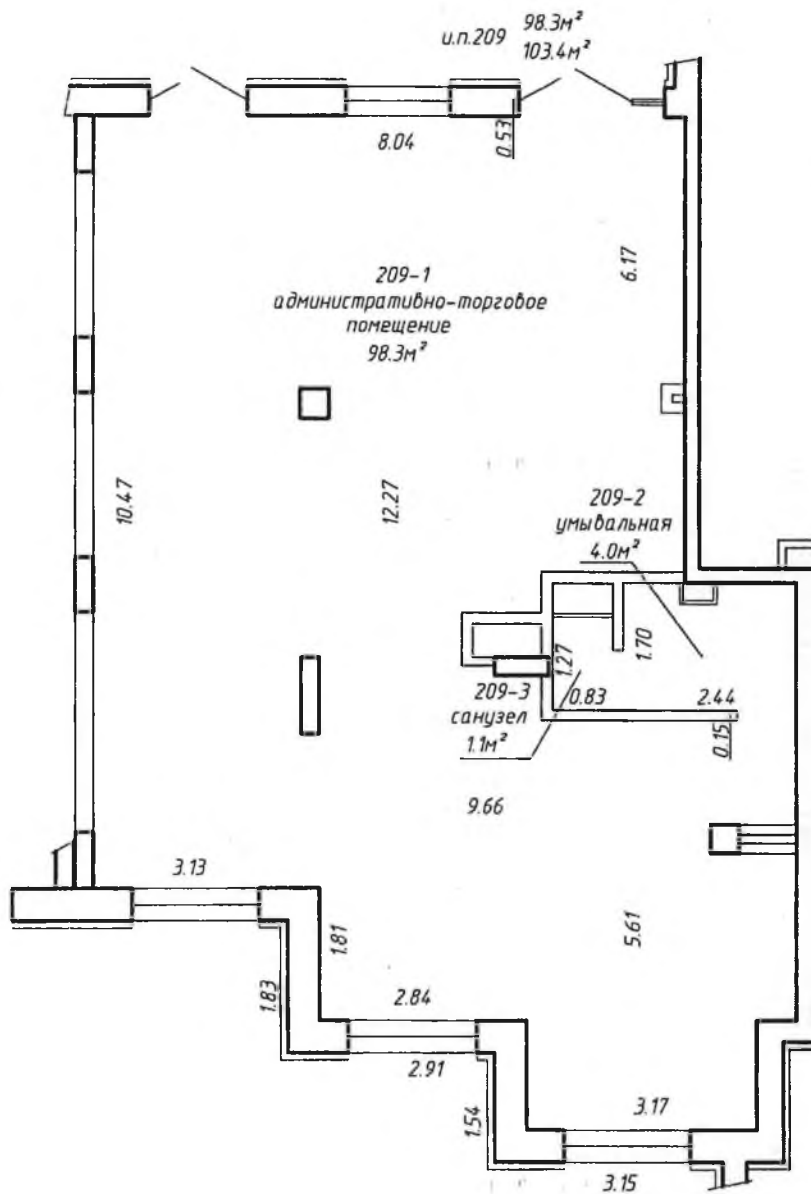 и.п.209
98.3м²
103.4м²
8.04
0.53
6.17
209-1
административно-торговое
помещение
98.3м²
10.47
12.27
209-2
умывальная
4.0м²
1.70
1.27
209-3
санузел
1.1м²
0.83
2.44
0.15
9.66
3.13
1.81
5.61
1.83
2.84
2.91
1.54
3.17
3.15